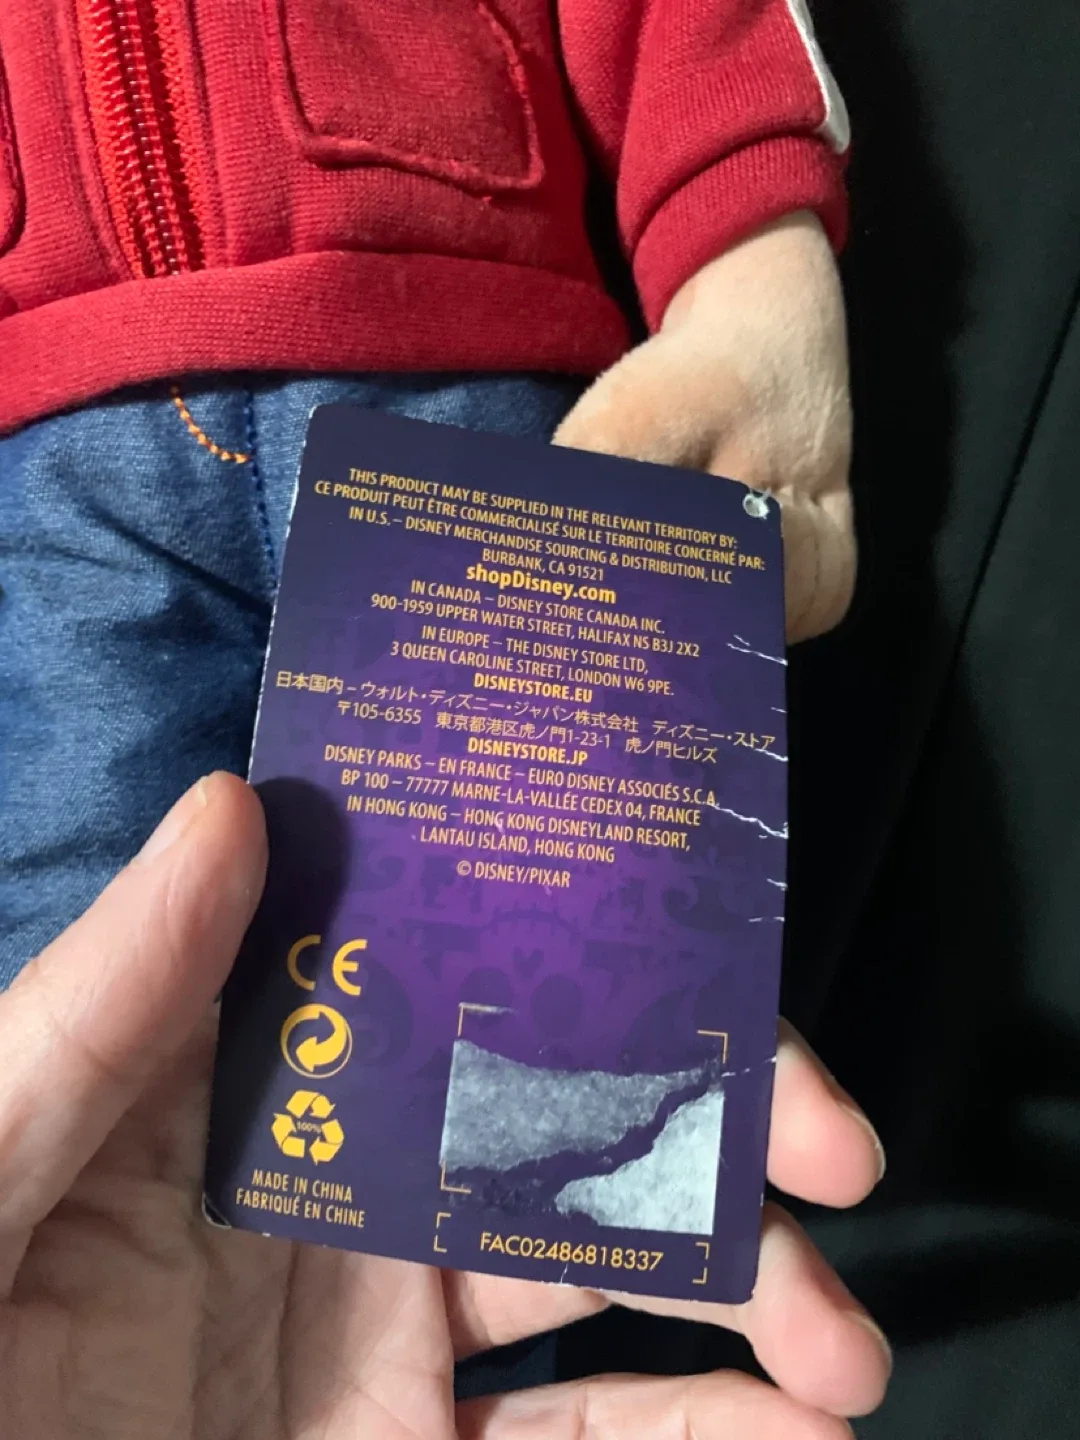 THIS PRODUCT MAY BE SUPPLIED IN THE RELEVANT TERRITORY BY:
CE PRODUIT PEUT ÊTRE COMMERCIALISÉ SUR LE TERRITOIRE CONCERNÉ PAR:
IN U.S. – DISNEY MERCHANDISE SOURCING & DISTRIBUTION, LLC
BURBANK, CA 91521
shopDisney.com
IN CANADA – DISNEY STORE CANADA INC.
900-1959 UPPER WATER STREET, HALIFAX NS B3J 2X2
IN EUROPE – THE DISNEY STORE LTD,
3 QUEEN CAROLINE STREET, LONDON W6 9PE.
DISNEYSTORE.EU
日本国内 – ウォルト・ディズニー・ジャパン株式会社 ディズニー・ストア
〒105-6355 東京都港区虎ノ門1-23-1 虎ノ門ヒルズ
DISNEYSTORE.JP
DISNEY PARKS – EN FRANCE – EURO DISNEY ASSOCIÉS S.C.A.
BP 100 – 77777 MARNE-LA-VALLÉE CEDEX 04, FRANCE
IN HONG KONG – HONG KONG DISNEYLAND RESORT,
LANTAU ISLAND, HONG KONG
© DISNEY/PIXAR
CE
100%
MADE IN CHINA
FABRIQUÉ EN CHINE
FAC02486818337